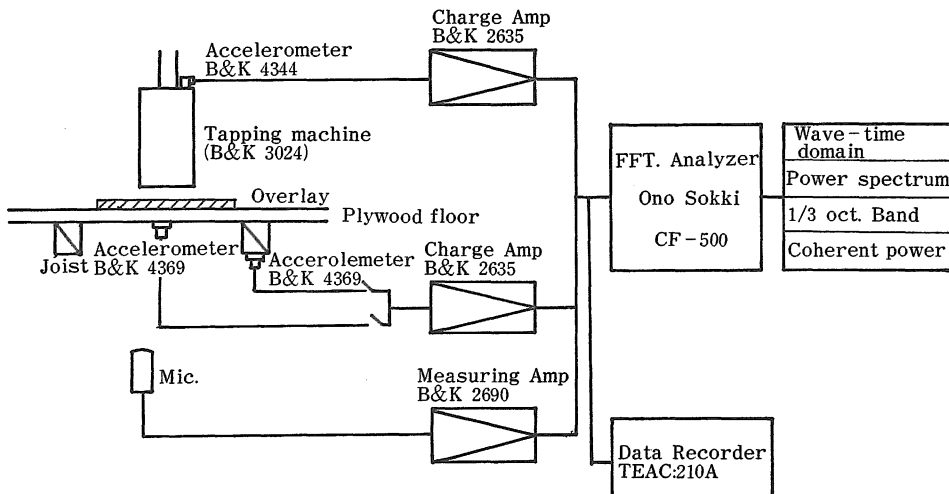 Charge Amp
B&K 2635
Accelerometer
B&K 4344
Tapping machine
(B&K 3024)
FFT. Analyzer
Ono Sokki
CF-500
Wave-time
domain
Power spectrum
1/3 oct. Band
Coherent power
Overlay
Plywood floor
Joist
Accelerometer
B&K 4369
Accerolemeter
B&K 4369
Charge Amp
B&K 2635
Mic.
Measuring Amp
B&K 2690
Data Recorder
TEAC:210A